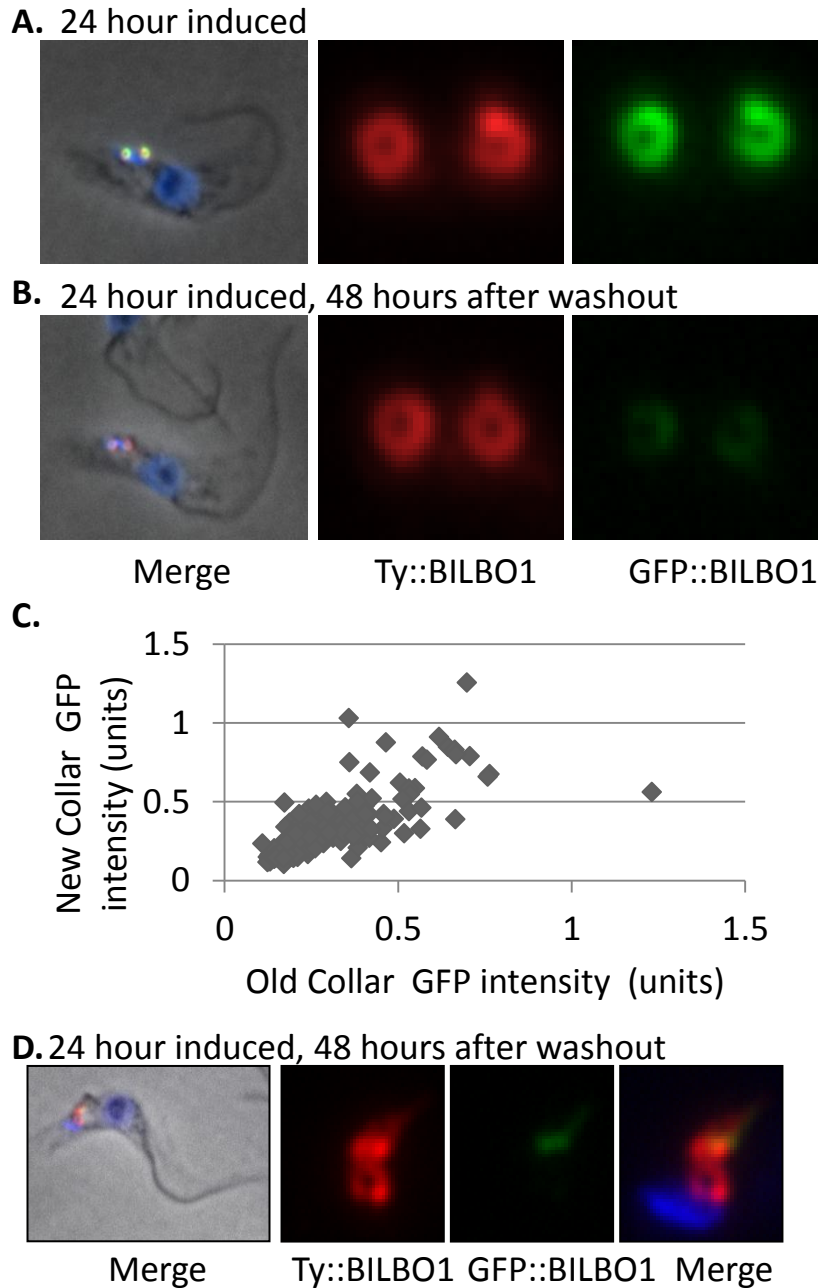 A. 24 hour induced
B. 24 hour induced, 48 hours after washout
Merge Ty::BILBO1 GFP::BILBO1
C.
New Collar GFP
intensity (units)
1.5
1
0.5
0
0 0.5 1 1.5
Old Collar GFP intensity (units)
D. 24 hour induced, 48 hours after washout
Merge Ty::BILBO1 GFP::BILBO1 Merge